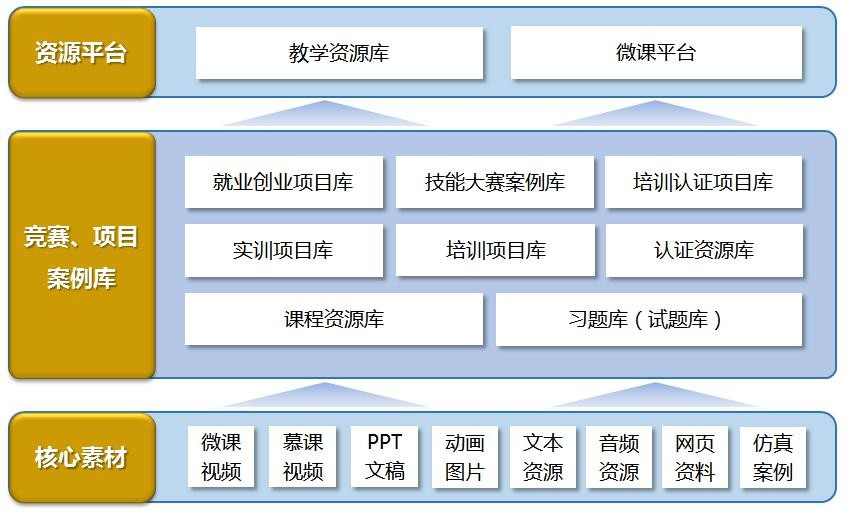 资源平台
教学资源库
微课平台
竞赛、项目
案例库
就业创业项目库
技能大赛案例库
培训认证项目库
实训项目库
培训项目库
认证资源库
课程资源库
习题库（试题库）
核心素材
微课
视频
慕课
视频
PPT
文稿
动画
图片
文本
资源
音频
资源
网页
资料
仿真
案例